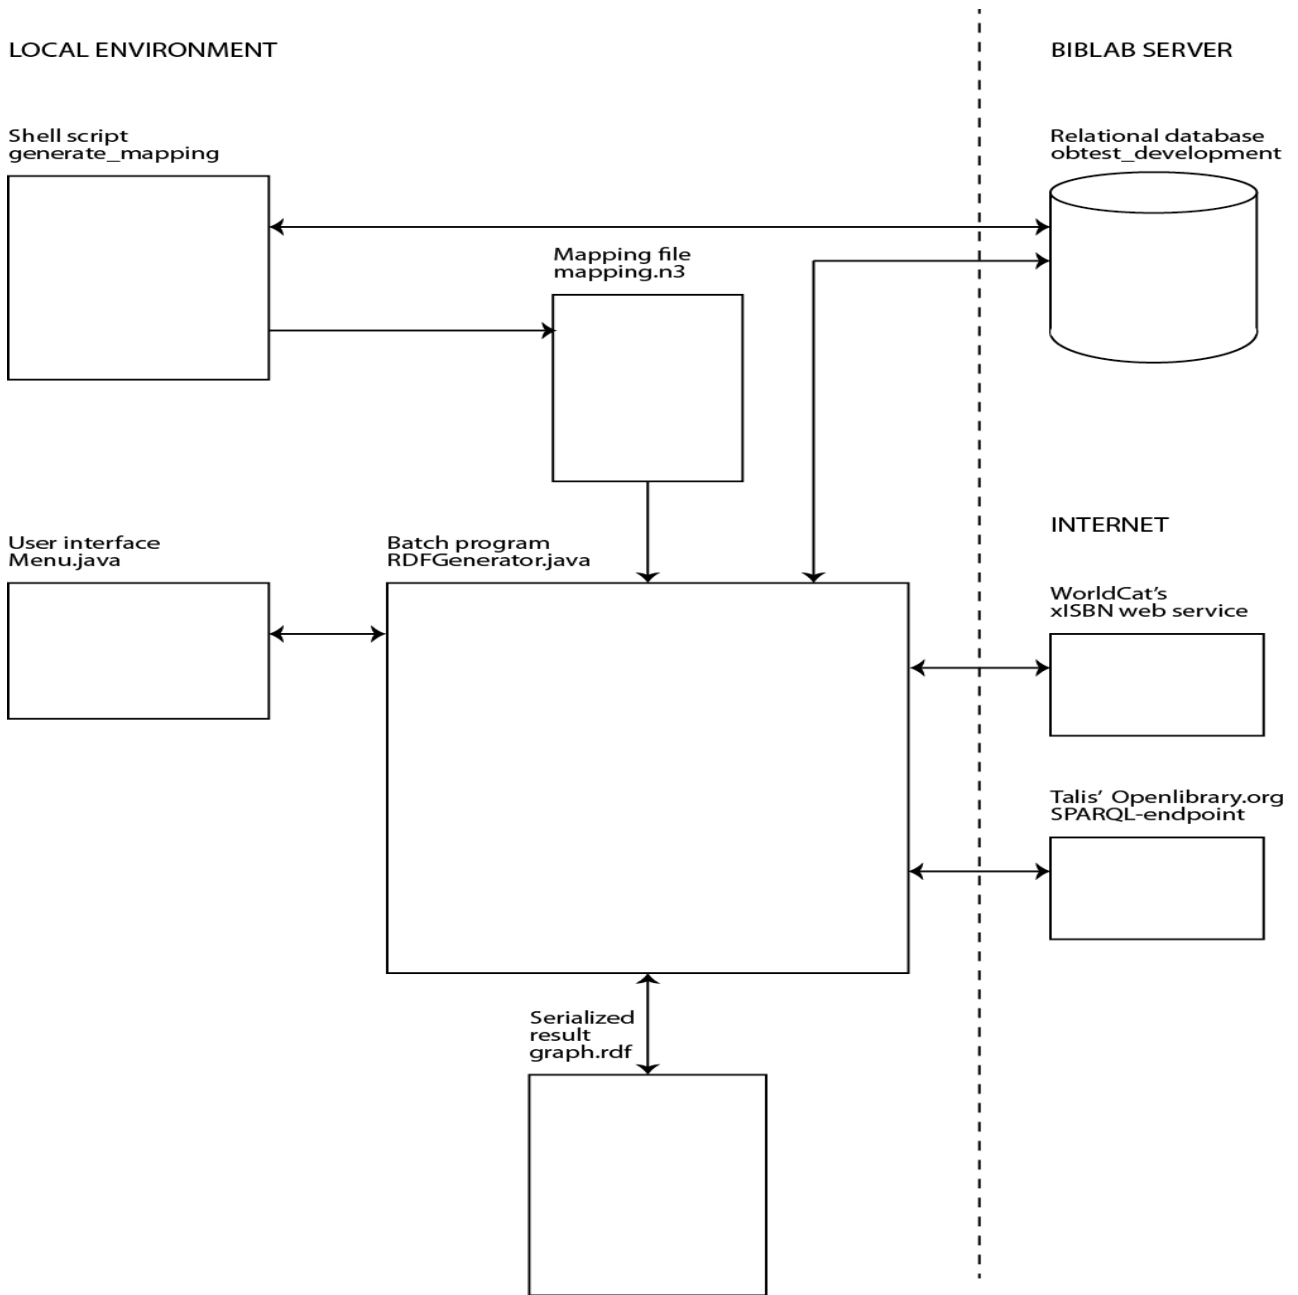 LOCAL ENVIRONMENT
BIBLAB SERVER
Shell script
generate_mapping
Relational database
obtest_development
Mapping file
mapping.n3
INTERNET
User interface
Menu.java
Batch program
RDFGenerator.java
WorldCat’s
xISBN web service
Talis’ Openlibrary.org
SPARQL-endpoint
Serialized
result
graph.rdf